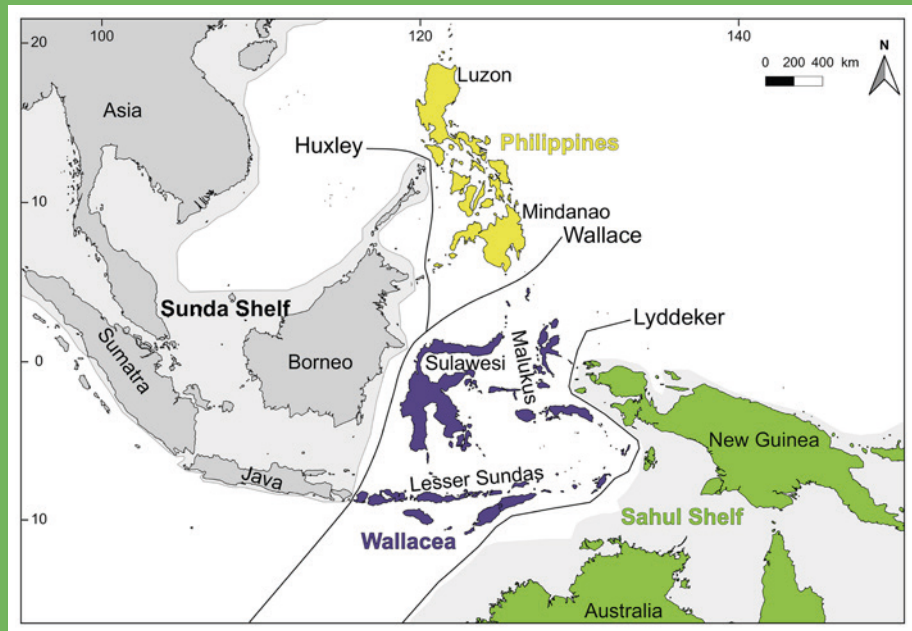 100
120
140
20
N
0 200 400 km
Luzon
Asia
Huxley
Philippines
10
Mindanao
Wallace
Sunda Shelf
Lyddeker
Malukus
0
Borneo
Sulawesi
Sumatra
New Guinea
Java
Lesser Sundas
10
Sahul Shelf
Wallacea
Australia